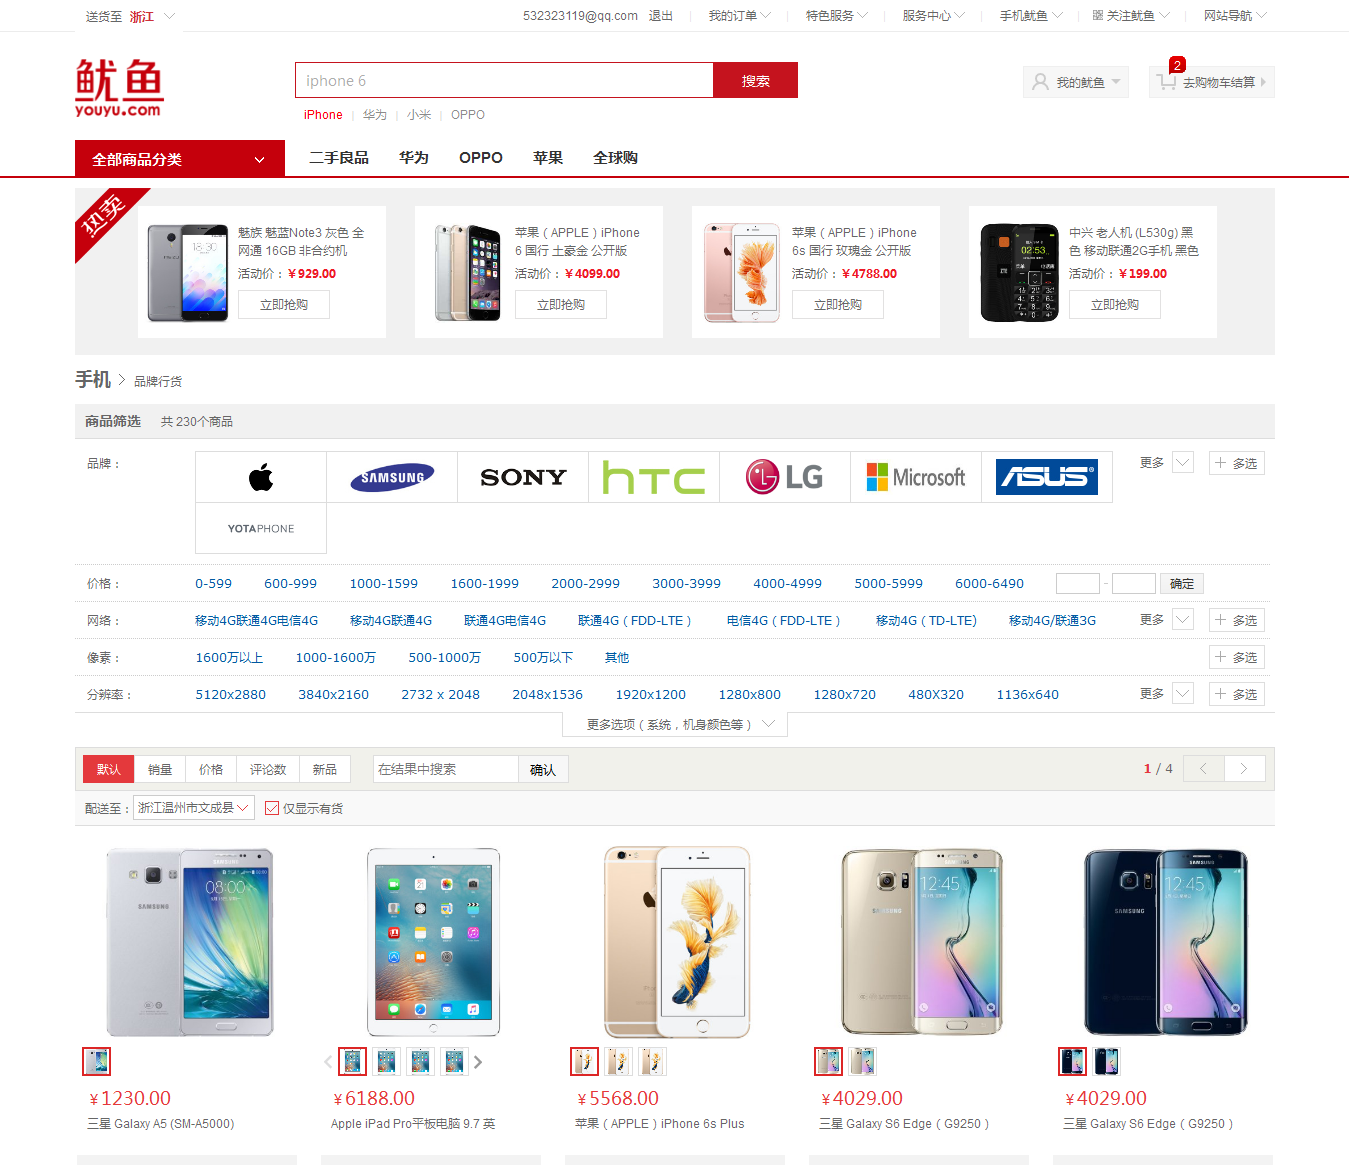 送货至 浙江
532323119@qq.com 退出 我的订单 特色服务 服务中心 手机鱿鱼 关注鱿鱼 网站导航
鱿鱼
youyu.com
iphone 6 搜索
我的鱿鱼 2 去购物车结算
iPhone | 华为 | 小米 | OPPO
全部商品分类 二手良品 华为 OPPO 苹果 全球购
热卖
魅族 魅蓝Note3 灰色 全
网通 16GB 非合约机
活动价：￥929.00
立即抢购
苹果（APPLE）iPhone
6 国行 土豪金 公开版
活动价：￥4099.00
立即抢购
苹果（APPLE）iPhone
6s 国行 玫瑰金 公开版
活动价：￥4788.00
立即抢购
中兴 老人机 (L530g) 黑
色 移动联通2G手机 黑色
活动价：￥199.00
立即抢购
手机 > 品牌行货
商品筛选 共 230个商品
品牌： SAMSUNG SONY hTC LG Microsoft ASUS 更多 + 多选
YOTAPHONE
价格： 0-599 600-999 1000-1599 1600-1999 2000-2999 3000-3999 4000-4999 5000-5999 6000-6490 - 确定
网络： 移动4G联通4G电信4G 移动4G联通4G 联通4G电信4G 联通4G（FDD-LTE） 电信4G（FDD-LTE） 移动4G（TD-LTE) 移动4G/联通3G 更多 + 多选
像素： 1600万以上 1000-1600万 500-1000万 500万以下 其他 + 多选
分辨率： 5120x2880 3840x2160 2732 x 2048 2048x1536 1920x1200 1280x800 1280x720 480X320 1136x640 更多 + 多选
更多选项（系统，机身颜色等）
默认 销量 价格 评论数 新品 在结果中搜索 确认 1 / 4 < >
配送至： 浙江温州市文成县 仅显示有货
￥1230.00
三星 Galaxy A5 (SM-A5000)
￥6188.00
Apple iPad Pro平板电脑 9.7 英
￥5568.00
苹果（APPLE）iPhone 6s Plus
￥4029.00
三星 Galaxy S6 Edge（G9250）
￥4029.00
三星 Galaxy S6 Edge（G9250）